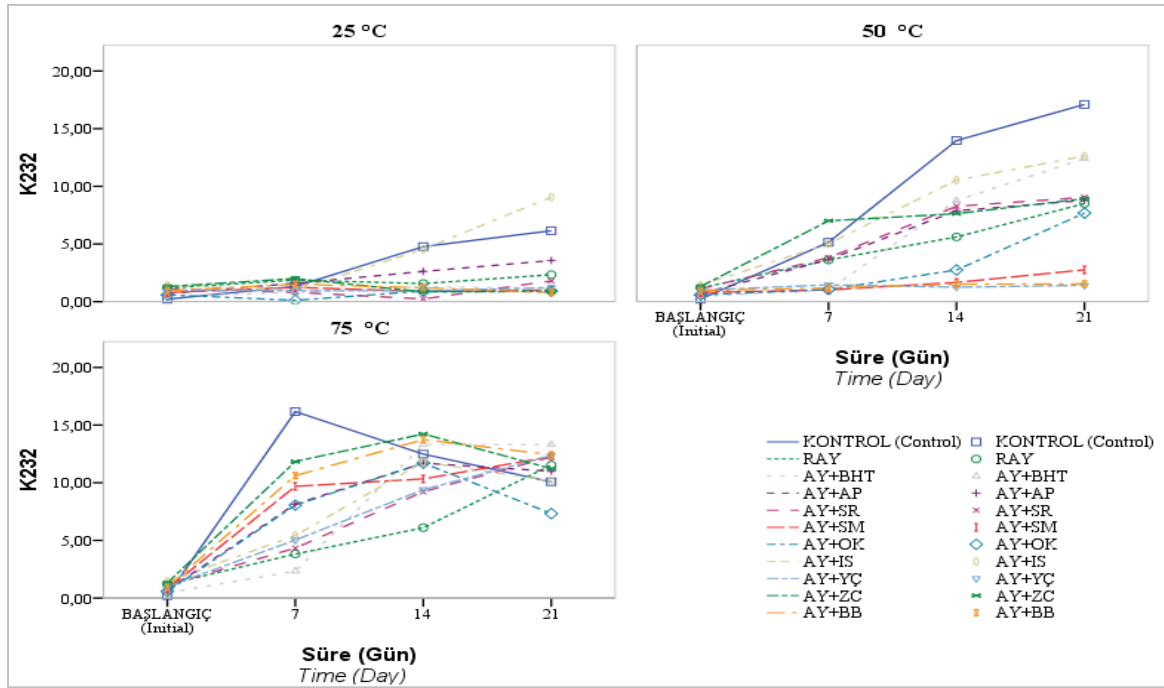 25 °C
50 °C
K232
20,00
15,00
10,00
5,00
0,00
BAŞLANGIÇ
(Initial)
7
14
21
Süre (Gün)
Time (Day)
75 °C
K232
20,00
15,00
10,00
5,00
0,00
BAŞLANGIÇ
(Initial)
7
14
21
Süre (Gün)
Time (Day)
KONTROL (Control)
RAY
AY+BHT
AY+AP
AY+SR
AY+SM
AY+OK
AY+IS
AY+YÇ
AY+ZC
AY+BB
KONTROL (Control)
RAY
AY+BHT
AY+AP
AY+SR
AY+SM
AY+OK
AY+IS
AY+YÇ
AY+ZC
AY+BB